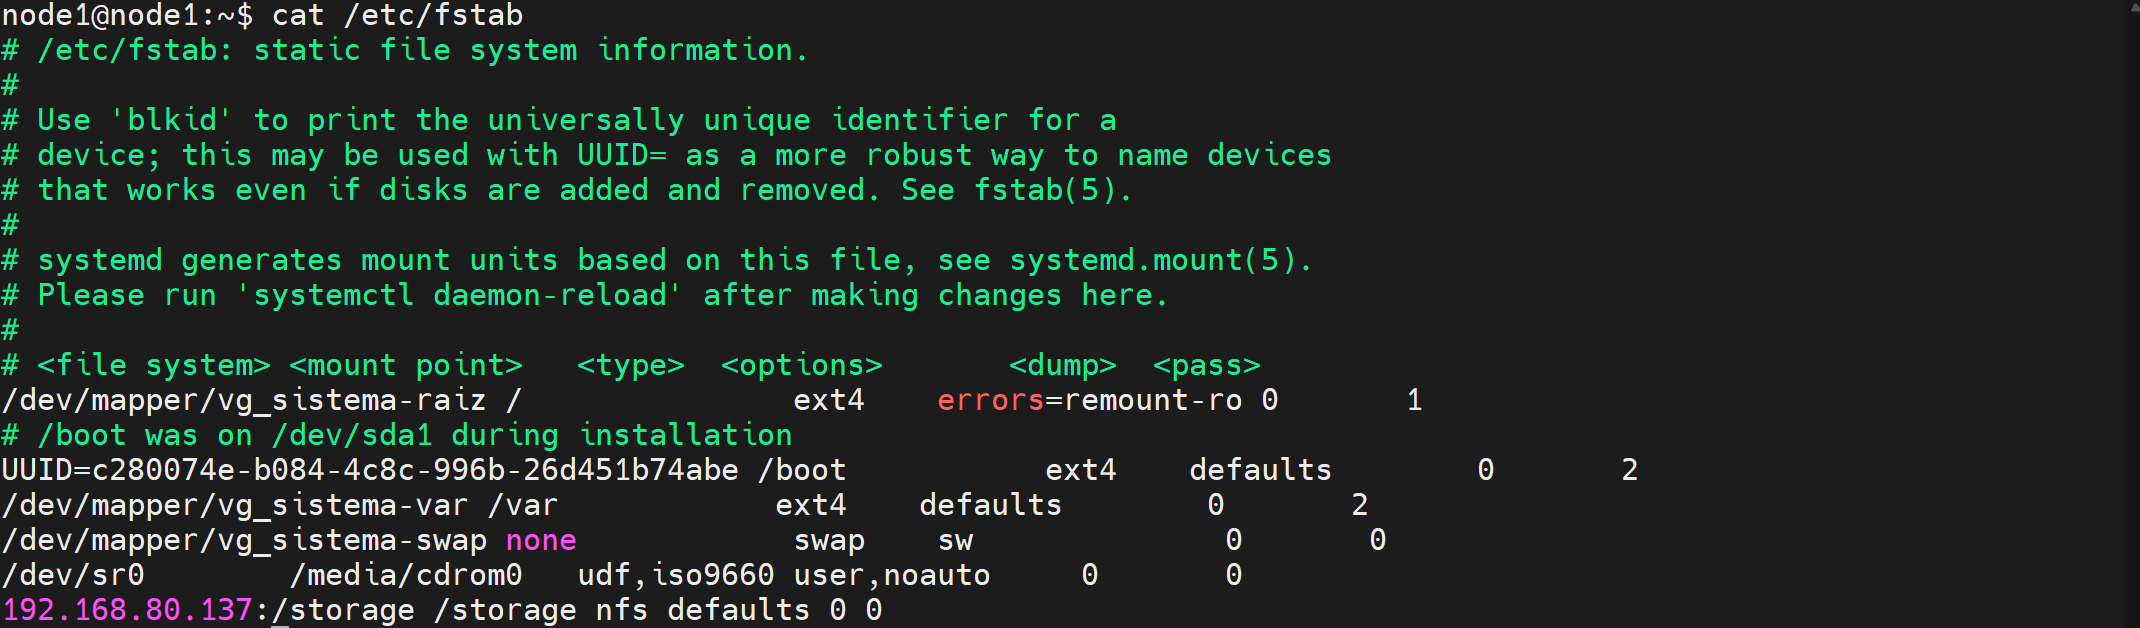 node1@node1:~$ cat /etc/fstab
# /etc/fstab: static file system information.
#
# Use 'blkid' to print the universally unique identifier for a
# device; this may be used with UUID= as a more robust way to name devices
# that works even if disks are added and removed. See fstab(5).
#
# systemd generates mount units based on this file, see systemd.mount(5).
# Please run 'systemctl daemon-reload' after making changes here.
#
# <file system> <mount point>   <type>  <options>       <dump>  <pass>
/dev/mapper/vg_sistema-raiz /               ext4    errors=remount-ro 0       1
# /boot was on /dev/sda1 during installation
UUID=c280074e-b084-4c8c-996b-26d451b74abe /boot           ext4    defaults        0       2
/dev/mapper/vg_sistema-var /var            ext4    defaults        0       2
/dev/mapper/vg_sistema-swap none            swap    sw              0       0
/dev/sr0        /media/cdrom0   udf,iso9660 user,noauto     0       0
192.168.80.137:/storage /storage nfs defaults 0 0